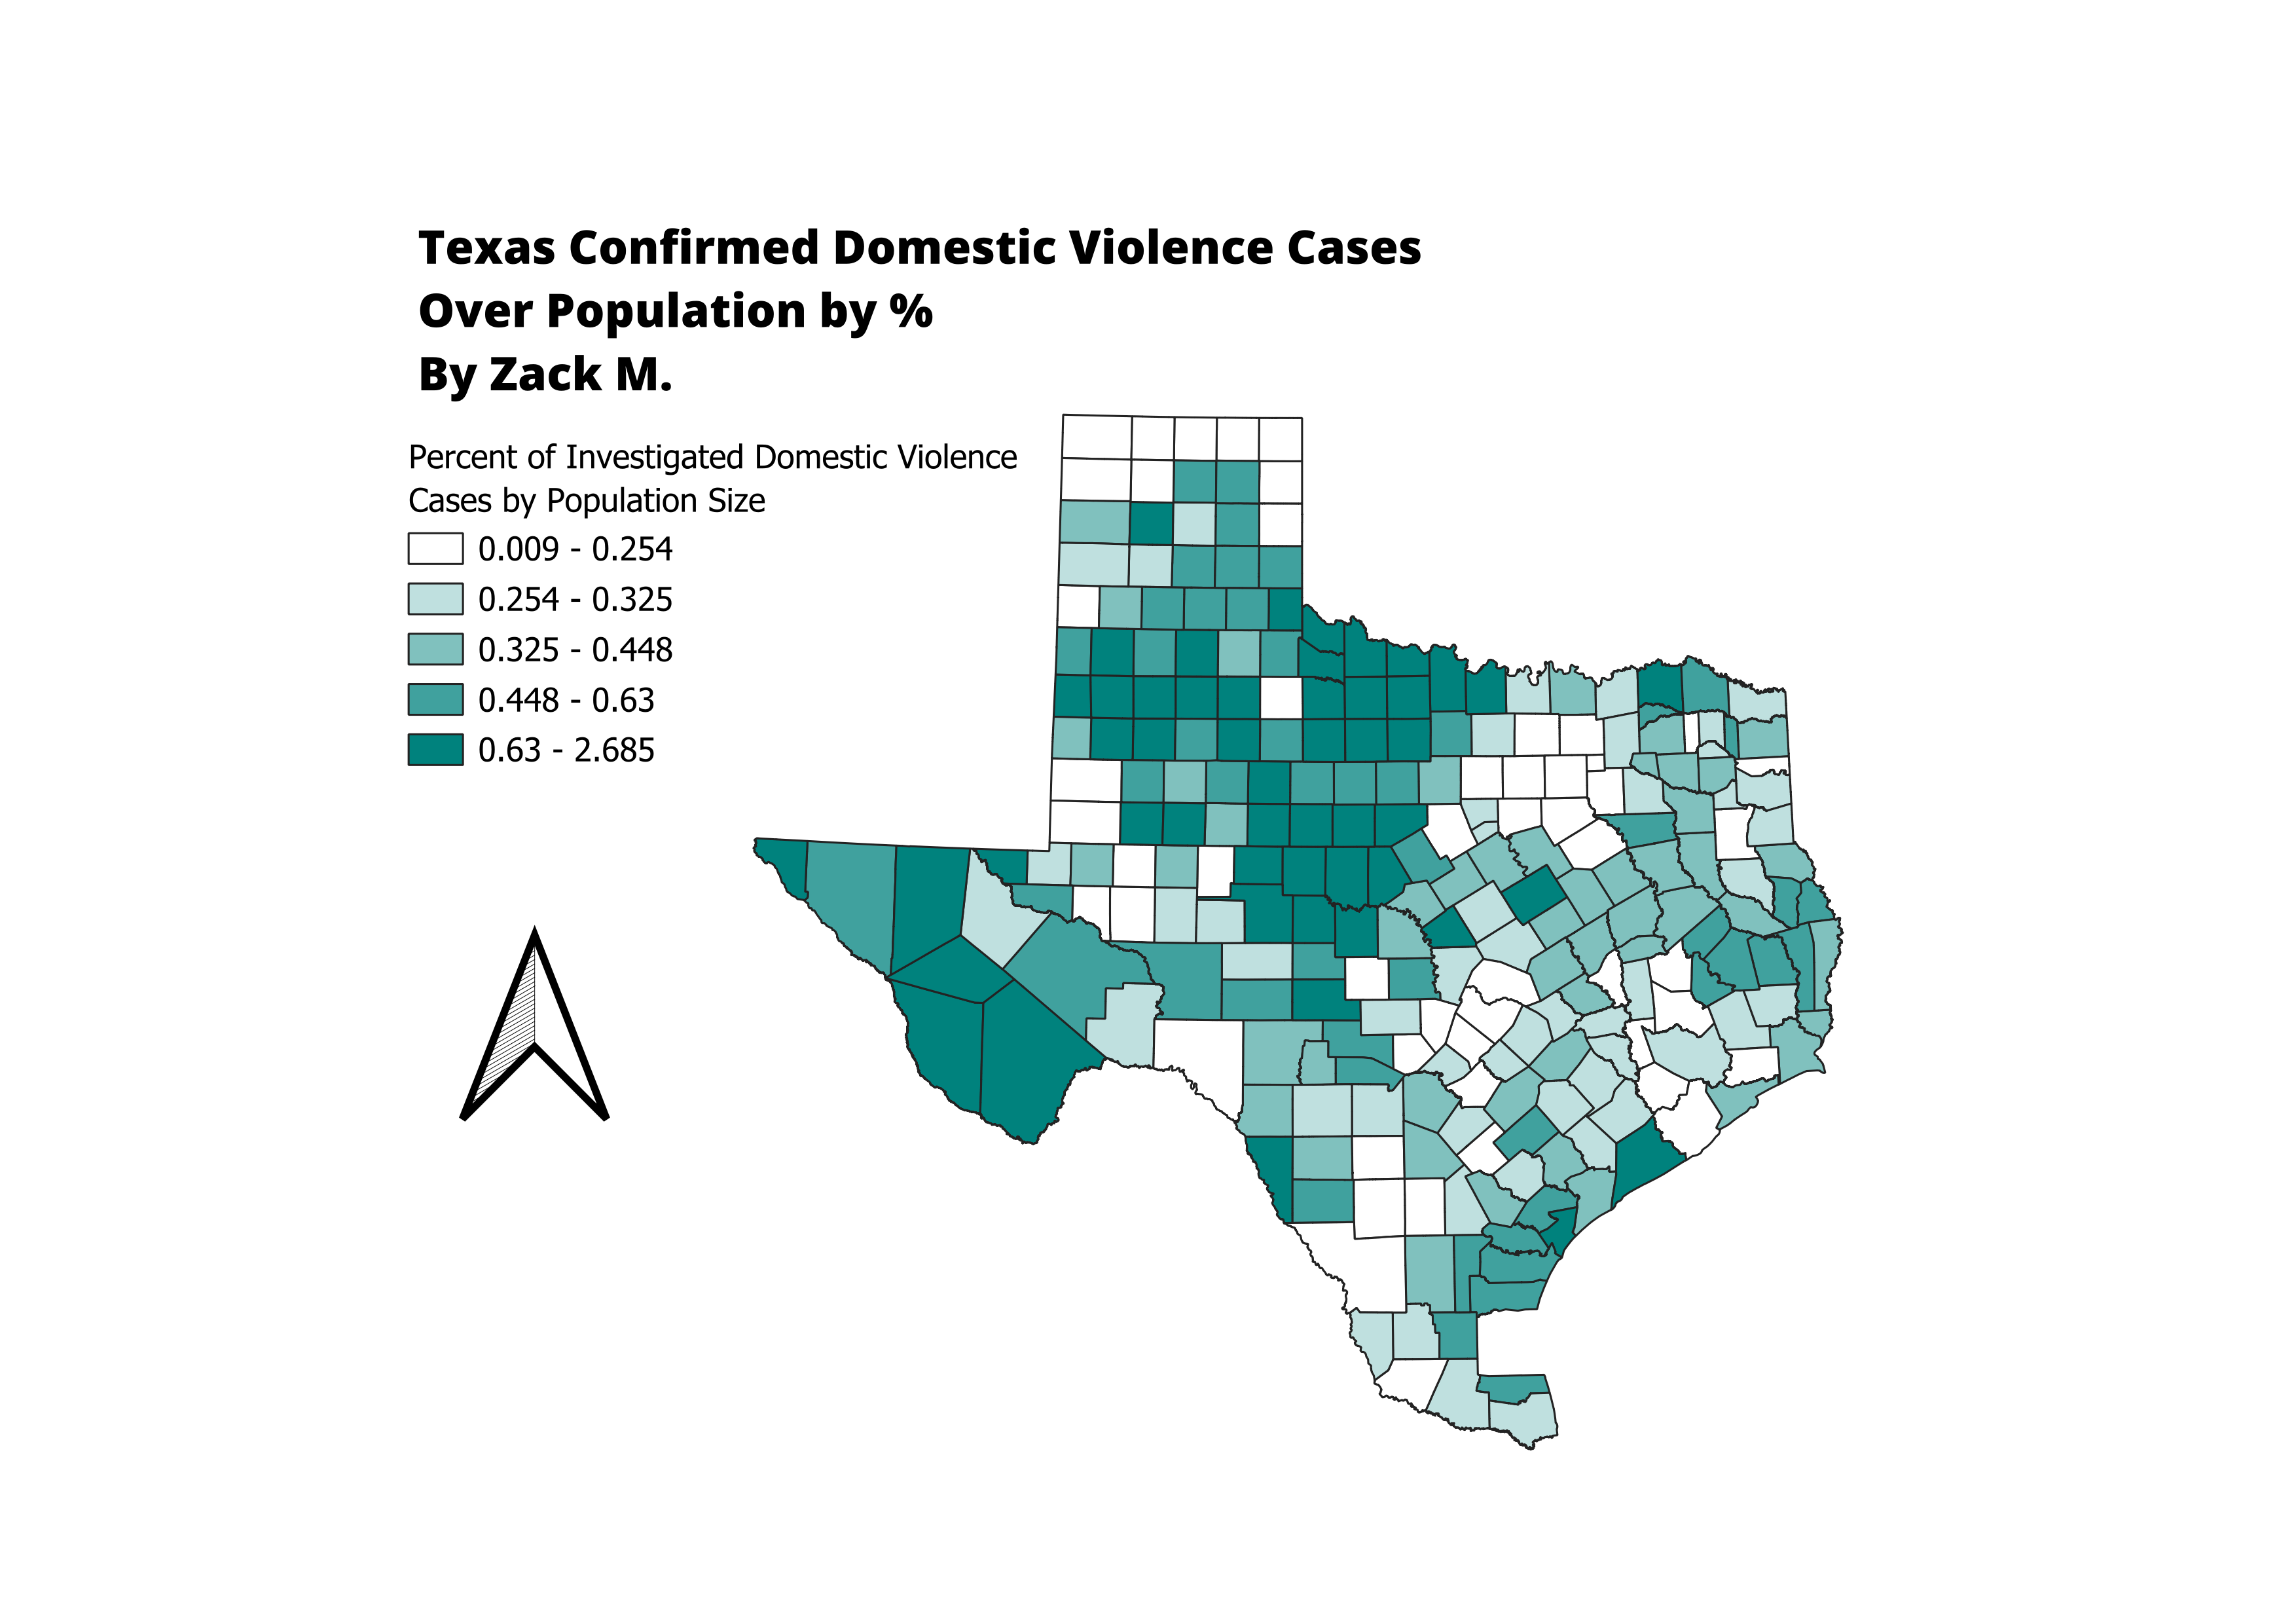 Texas Confirmed Domestic Violence Cases
Over Population by %
By Zack M.
Percent of Investigated Domestic Violence
Cases by Population Size
0.009 - 0.254
0.254 - 0.325
0.325 - 0.448
0.448 - 0.63
0.63 - 2.685